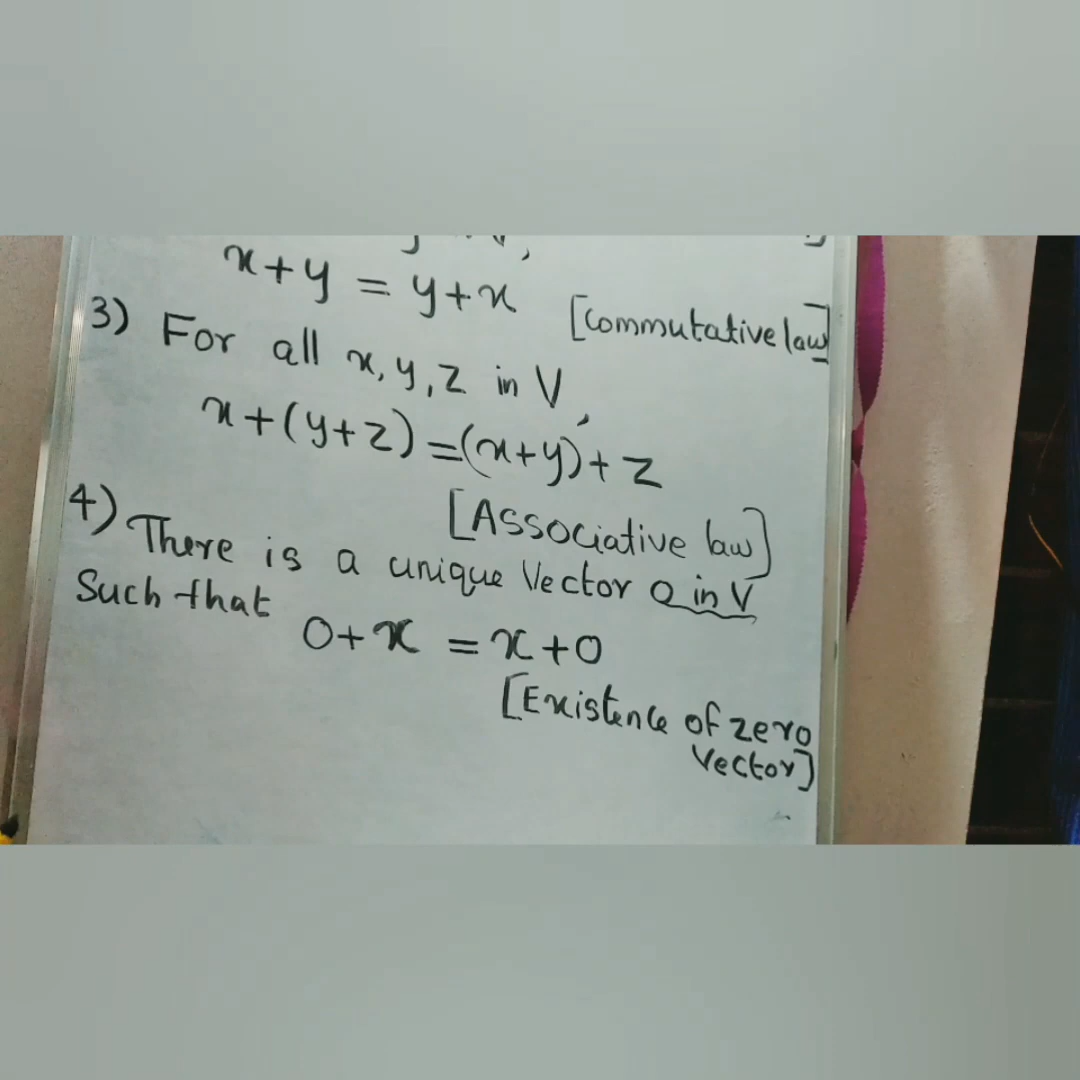 x+y = y+x [Commutative law]
3) For all x, y, z in V,
x+(y+z) =(x+y)+z
[Associative law]
4) There is a unique Vector 0 in V
Such that
0+x = x+0
[Existence of zero
Vector]